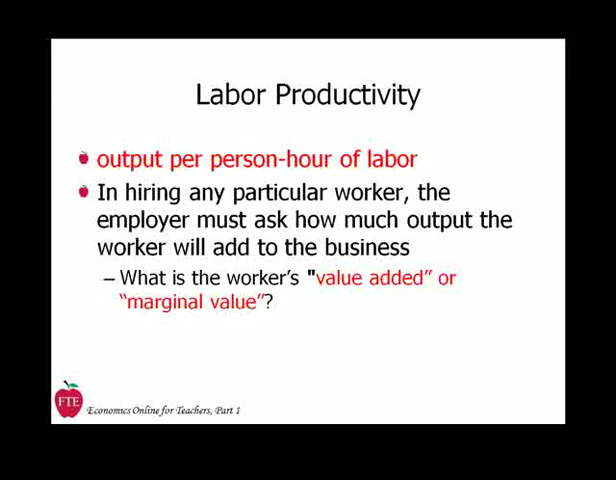 Labor Productivity
output per person-hour of labor
In hiring any particular worker, the
employer must ask how much output the
worker will add to the business
– What is the worker’s "value added” or
“marginal value”?
FTE
Economics Online for Teachers, Part 1